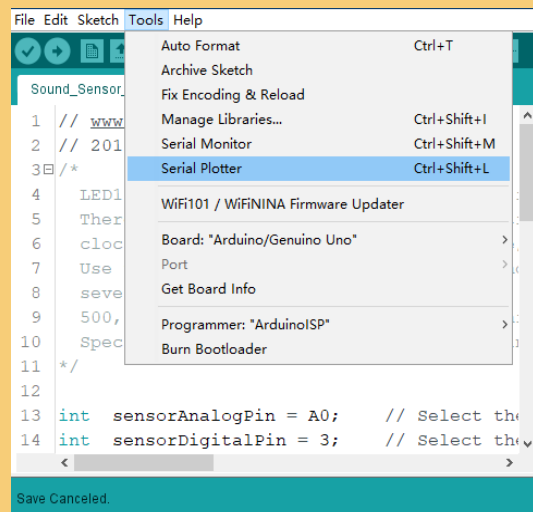 File Edit Sketch Tools Help
Auto Format Ctrl+T
Archive Sketch
Fix Encoding & Reload
Manage Libraries... Ctrl+Shift+I
Serial Monitor Ctrl+Shift+M
Serial Plotter Ctrl+Shift+L
WiFi101 / WiFiNINA Firmware Updater
Board: "Arduino/Genuino Uno"
Port
Get Board Info
Programmer: "ArduinoISP"
Burn Bootloader
Sound_Sensor_
1 // www
2 // 201
3 /*
4 LED1
5 Ther
6 cloc
7 Use
8 seve
9 500,
10 Spec
11 */
12
13 int sensorAnalogPin = A0; // Select the
14 int sensorDigitalPin = 3; // Select the
Save Canceled.